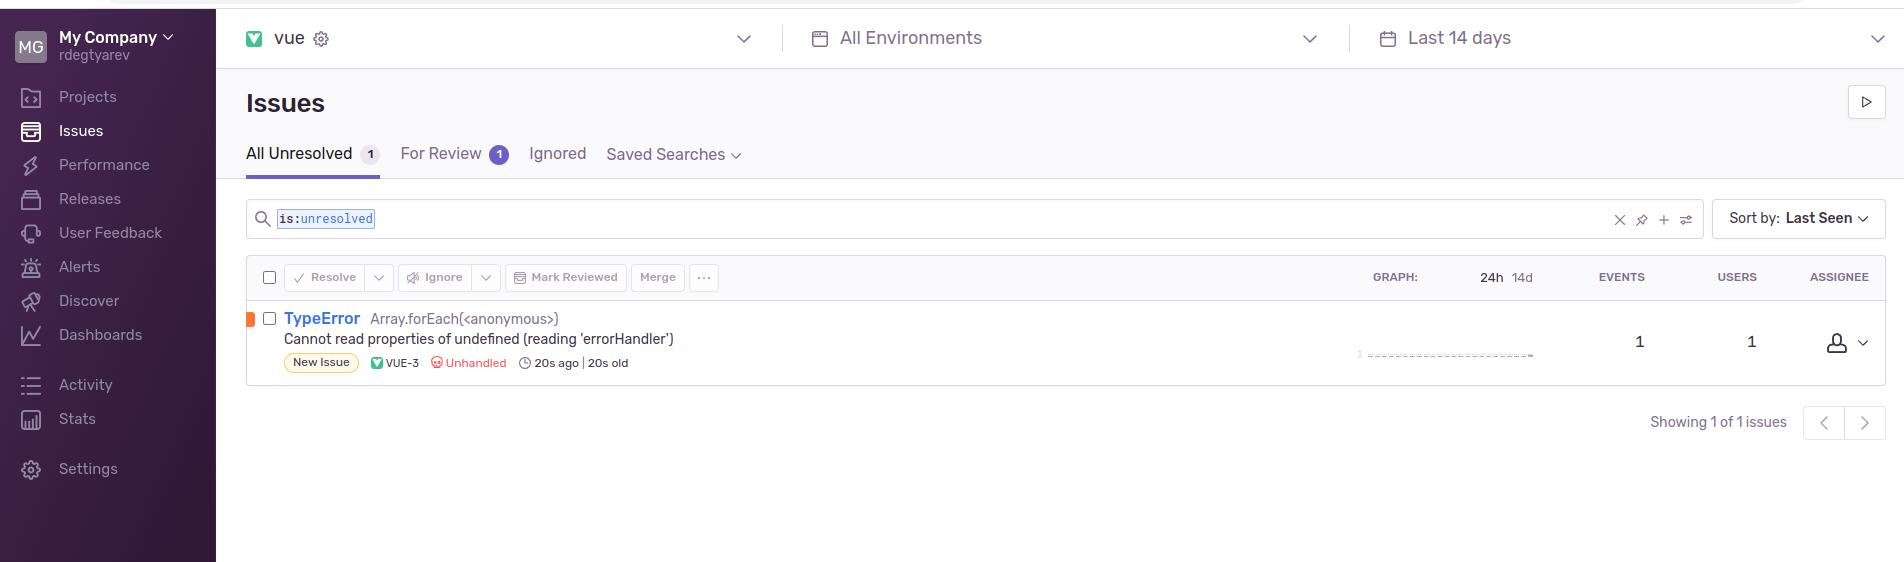 MG
My Company
rdegtyarev
Projects
Issues
Performance
Releases
User Feedback
Alerts
Discover
Dashboards
Activity
Stats
Settings
vue
All Environments
Last 14 days
Issues
All Unresolved 1 For Review 1 Ignored Saved Searches
is:unresolved
Sort by: Last Seen
Resolve Ignore Mark Reviewed Merge ... GRAPH: 24h 14d EVENTS USERS ASSIGNEE
TypeError Array.forEach(<anonymous>)
Cannot read properties of undefined (reading 'errorHandler')
New Issue VUE-3 Unhandled 20s ago | 20s old
1
1 1
Showing 1 of 1 issues